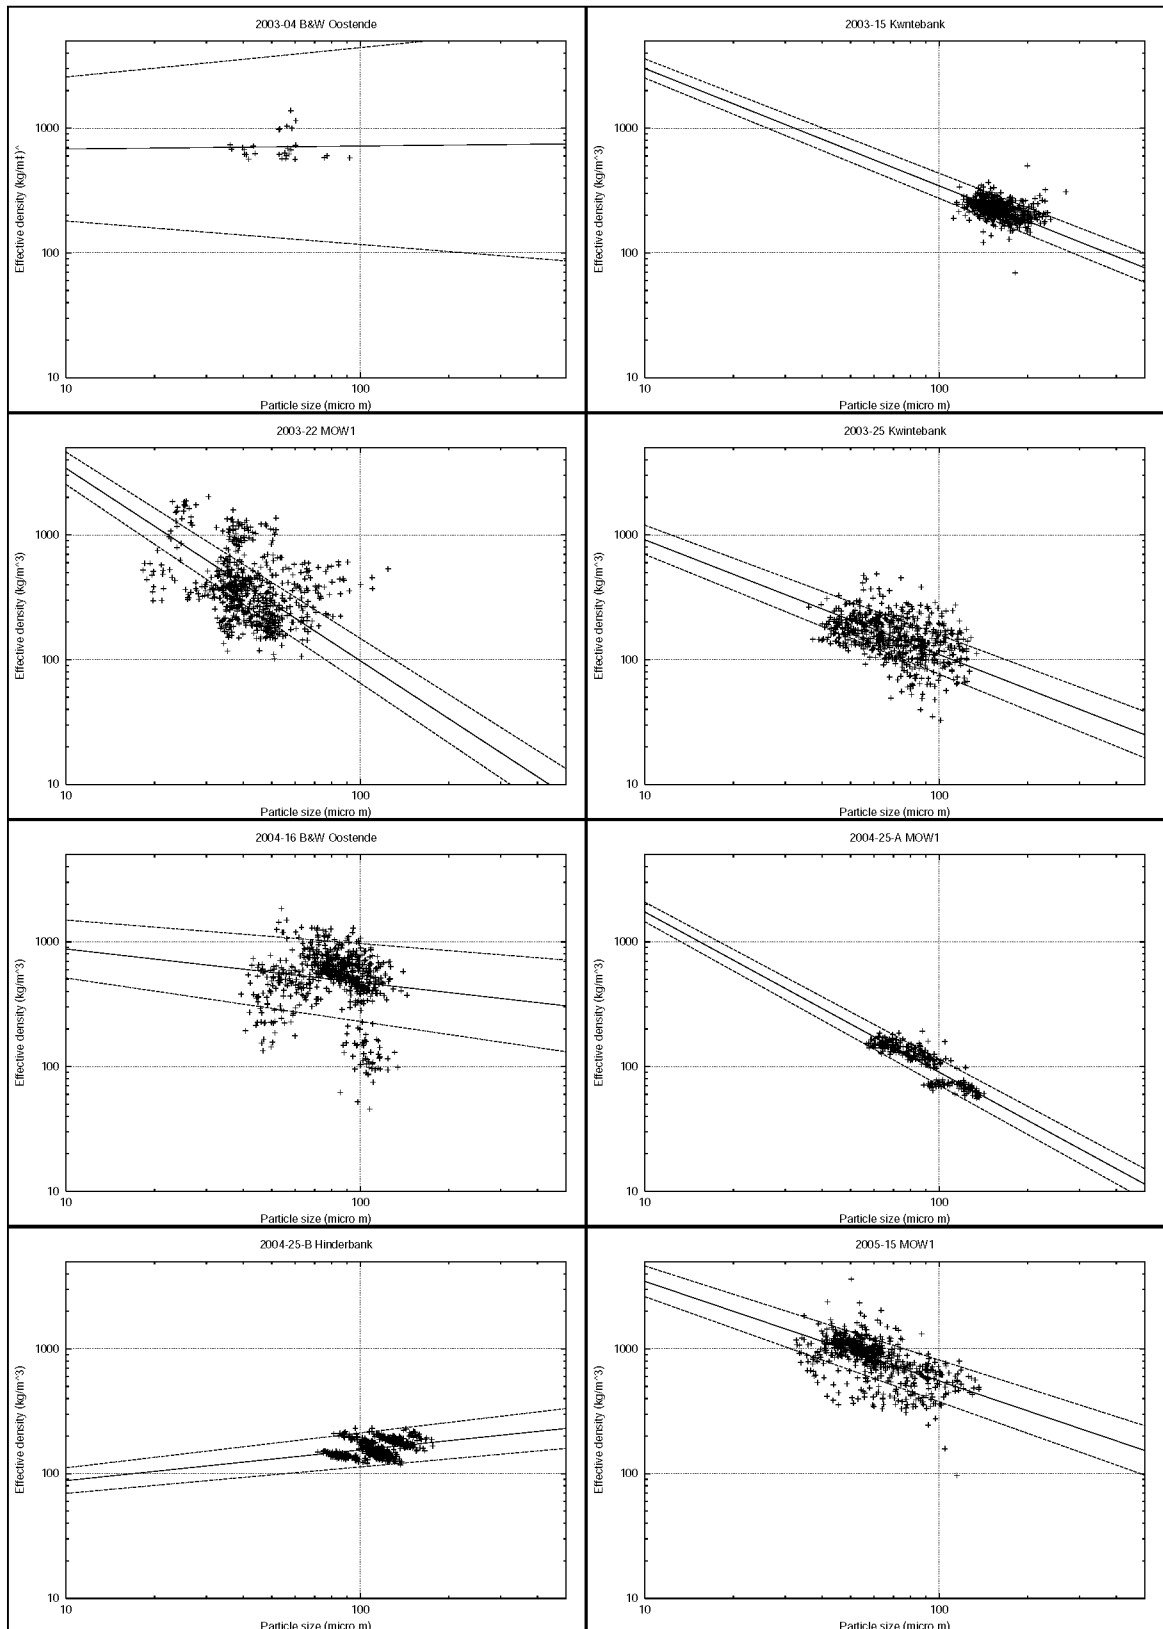 2003-04 B&W Oostende
Effective density (kg/m‡)^
1000
100
10
10
100
Particle size (micro m)
2003-15 Kwntebank
Effective density (kg/m^3)
1000
100
10
10
100
Particle size (micro m)
2003-22 MOW1
Effective density (kg/m^3)
1000
100
10
10
100
Particle size (micro m)
2003-25 Kwintebank
Effective density (kg/m^3)
1000
100
10
10
100
Particle size (micro m)
2004-16 B&W Oostende
Effective density (kg/m^3)
1000
100
10
10
100
Particle size (micro m)
2004-25-A MOW1
Effective density (kg/m^3)
1000
100
10
10
100
Particle size (micro m)
2004-25-B Hinderbank
Effective density (kg/m^3)
1000
100
10
10
100
Particle size (micro m)
2005-15 MOW1
Effective density (kg/m^3)
1000
100
10
10
100
Particle size (micro m)